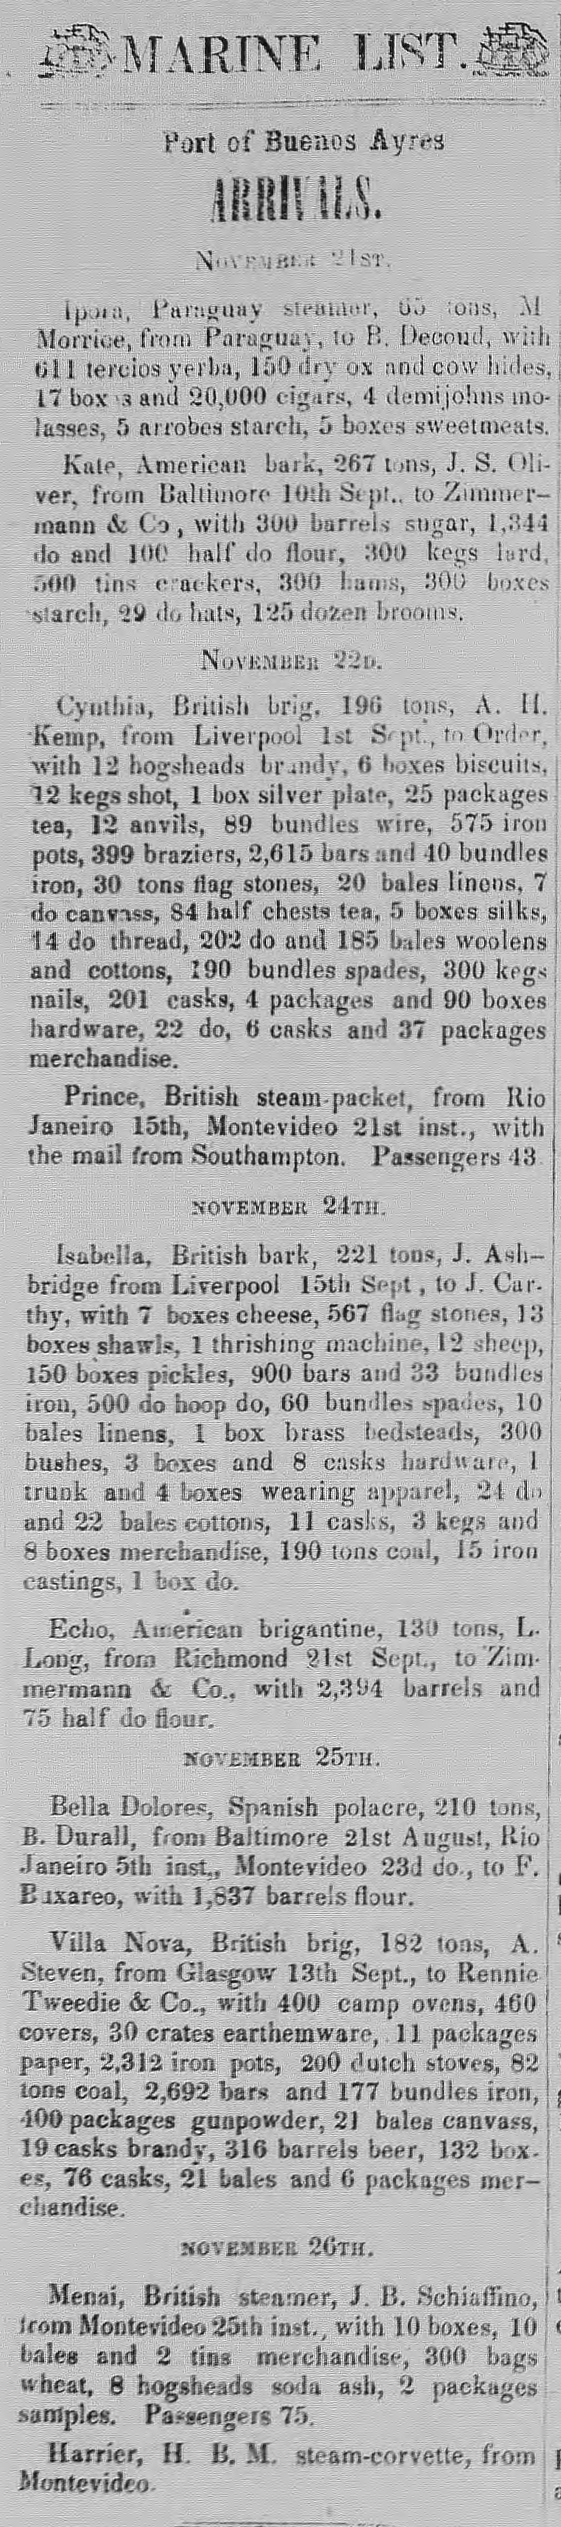 MARINE LIST.
Port of Buenos Ayres
ARRIVALS.
NOVEMBER 21ST.
Ipora, Paraguay steamer, 65 tons, M
Morrice, from Paraguay, to B. Decoud, with
611 tercios yerba, 150 dry ox and cow hides,
17 box s and 20,000 cigars, 4 demijohns mo-
lasses, 5 arrobes starch, 5 boxes sweetmeats.
Kate, American bark, 267 tons, J. S. Oli-
ver, from Baltimore 10th Sept., to Zimmer-
mann & Co, with 300 barrels sugar, 1,344
do and 100 half do flour, 300 kegs lard,
500 tins crackers, 300 hams, 300 boxes
starch, 29 do hats, 125 dozen brooms.
NOVEMBER 22D.
Cynthia, British brig, 196 tons, A. H.
Kemp, from Liverpool 1st Sept., to Order,
with 12 hogsheads brandy, 6 boxes biscuits,
12 kegs shot, 1 box silver plate, 25 packages
tea, 12 anvils, 89 bundles wire, 575 iron
pots, 399 braziers, 2,615 bars and 40 bundles
iron, 30 tons flag stones, 20 bales linens, 7
do canvass, 84 half chests tea, 5 boxes silks,
14 do thread, 202 do and 185 bales woolens
and cottons, 190 bundles spades, 300 kegs
nails, 201 casks, 4 packages and 90 boxes
hardware, 22 do, 6 casks and 37 packages
merchandise.
Prince, British steam-packet, from Rio
Janeiro 15th, Montevideo 21st inst., with
the mail from Southampton. Passengers 43
NOVEMBER 24TH.
Isabella, British bark, 221 tons, J. Ash-
bridge from Liverpool 15th Sept, to J. Car-
thy, with 7 boxes cheese, 567 flag stones, 13
boxes shawls, 1 thrishing machine, 12 sheep,
150 boxes pickles, 900 bars and 33 bundles
iron, 500 do hoop do, 60 bundles spades, 10
bales linens, 1 box brass bedsteads, 300
bushes, 3 boxes and 8 casks hardware, 1
trunk and 4 boxes wearing apparel, 24 do
and 22 bales cottons, 11 casks, 3 kegs and
8 boxes merchandise, 190 tons coal, 15 iron
castings, 1 box do.
Echo, American brigantine, 130 tons, L.
Long, from Richmond 21st Sept., to Zim-
mermann & Co., with 2,394 barrels and
75 half do flour.
NOVEMBER 25TH.
Bella Dolores, Spanish polacre, 210 tons,
B. Durall, from Baltimore 21st August, Rio
Janeiro 5th inst., Montevideo 23d do., to F.
Buxareo, with 1,837 barrels flour.
Villa Nova, British brig, 182 tons, A.
Steven, from Glasgow 13th Sept., to Rennie
Tweedie & Co., with 400 camp ovens, 460
covers, 30 crates earthemware, 11 packages
paper, 2,312 iron pots, 200 dutch stoves, 82
tons coal, 2,692 bars and 177 bundles iron,
400 packages gunpowder, 21 bales canvass,
19 casks brandy, 316 barrels beer, 132 box-
es, 76 casks, 21 bales and 6 packages mer-
chandise.
NOVEMBER 26TH.
Menai, British steamer, J. B. Schiaffino,
from Montevideo 25th inst., with 10 boxes, 10
bales and 2 tins merchandise, 300 bags
wheat, 8 hogsheads soda ash, 2 packages
samples. Passengers 75.
Harrier, H. B. M. steam-corvette, from
Montevideo.